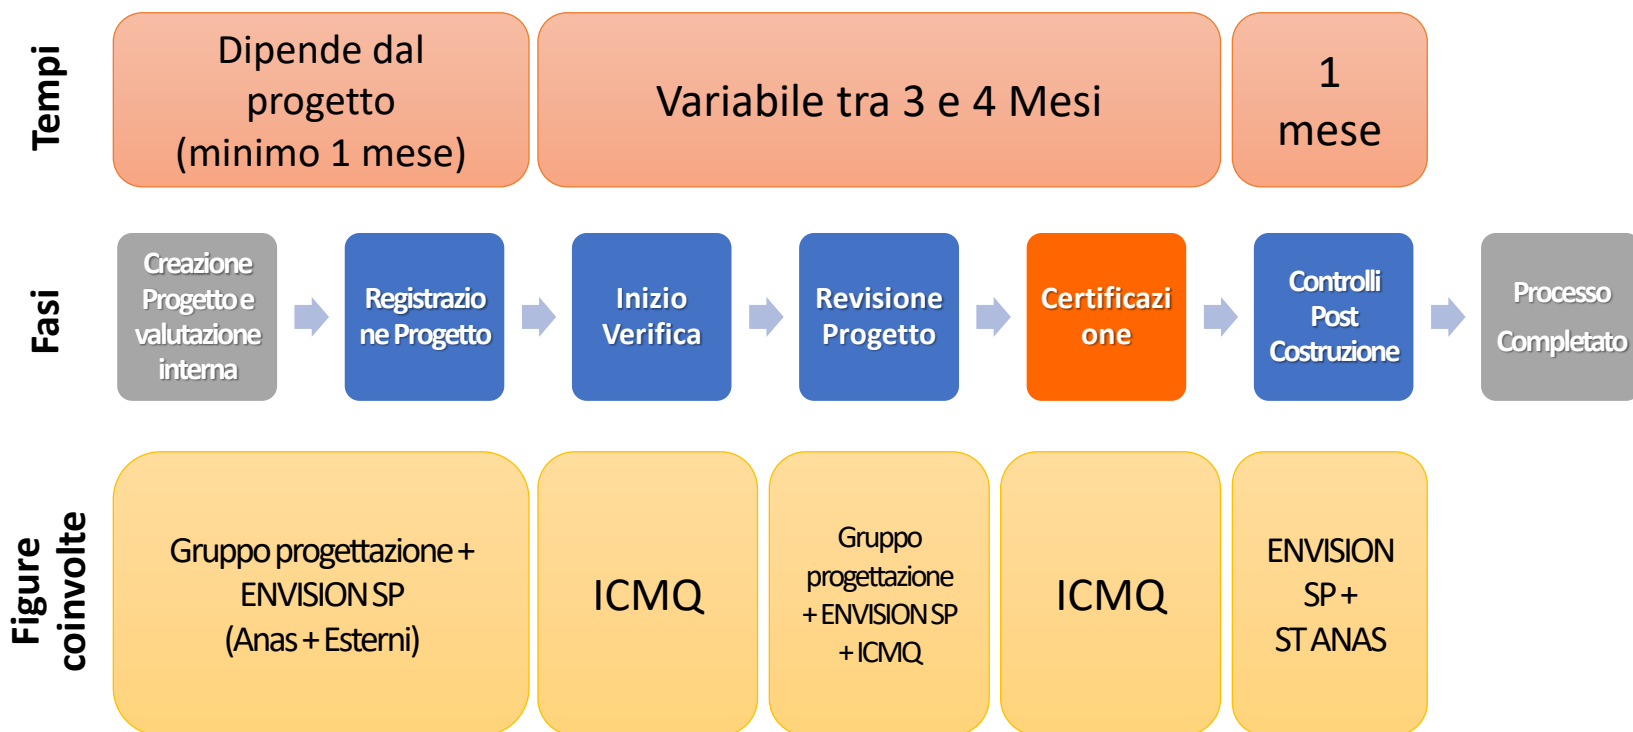 Tempi
Dipende dal
progetto
(minimo 1 mese)
Variabile tra 3 e 4 Mesi
1
mese
Fasi
Creazione
Progetto e
valutazione
interna
Registrazio
ne Progetto
Inizio
Verifica
Revisione
Progetto
Certificazi
one
Controlli
Post
Costruzione
Processo
Completato
Figure
coinvolte
Gruppo progettazione +
ENVISION SP
(Anas + Esterni)
ICMQ
Gruppo
progettazione
+ ENVISION SP
+ ICMQ
ICMQ
ENVISION
SP +
ST ANAS